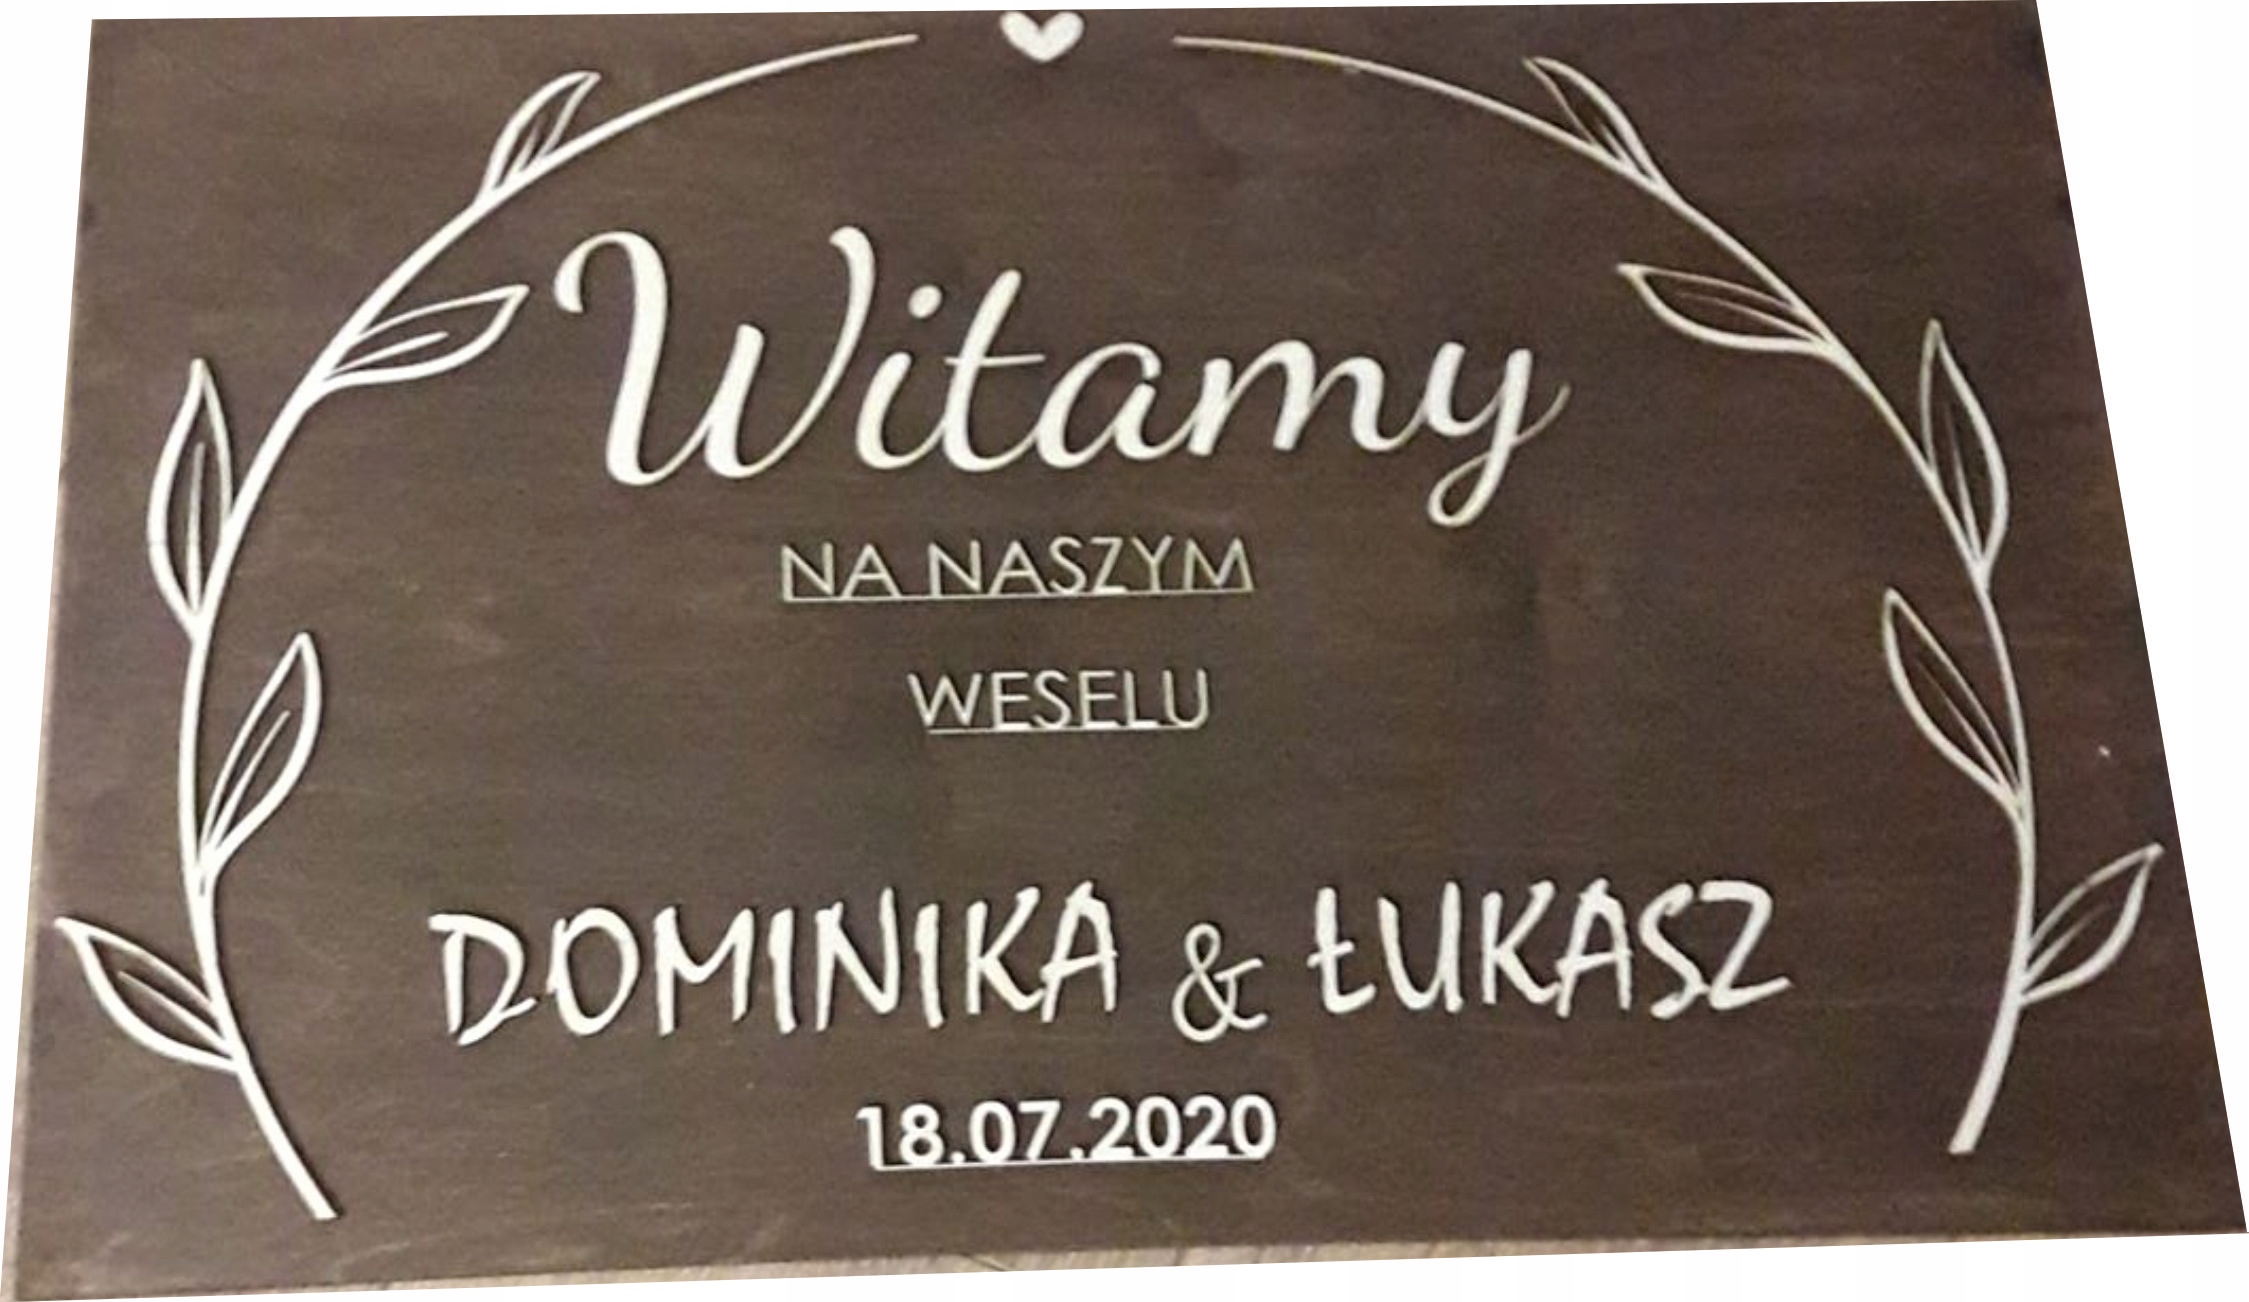 Witamy
NA NASZYM
WESELU
DOMINIKA & ŁUKASZ
18.07.2020